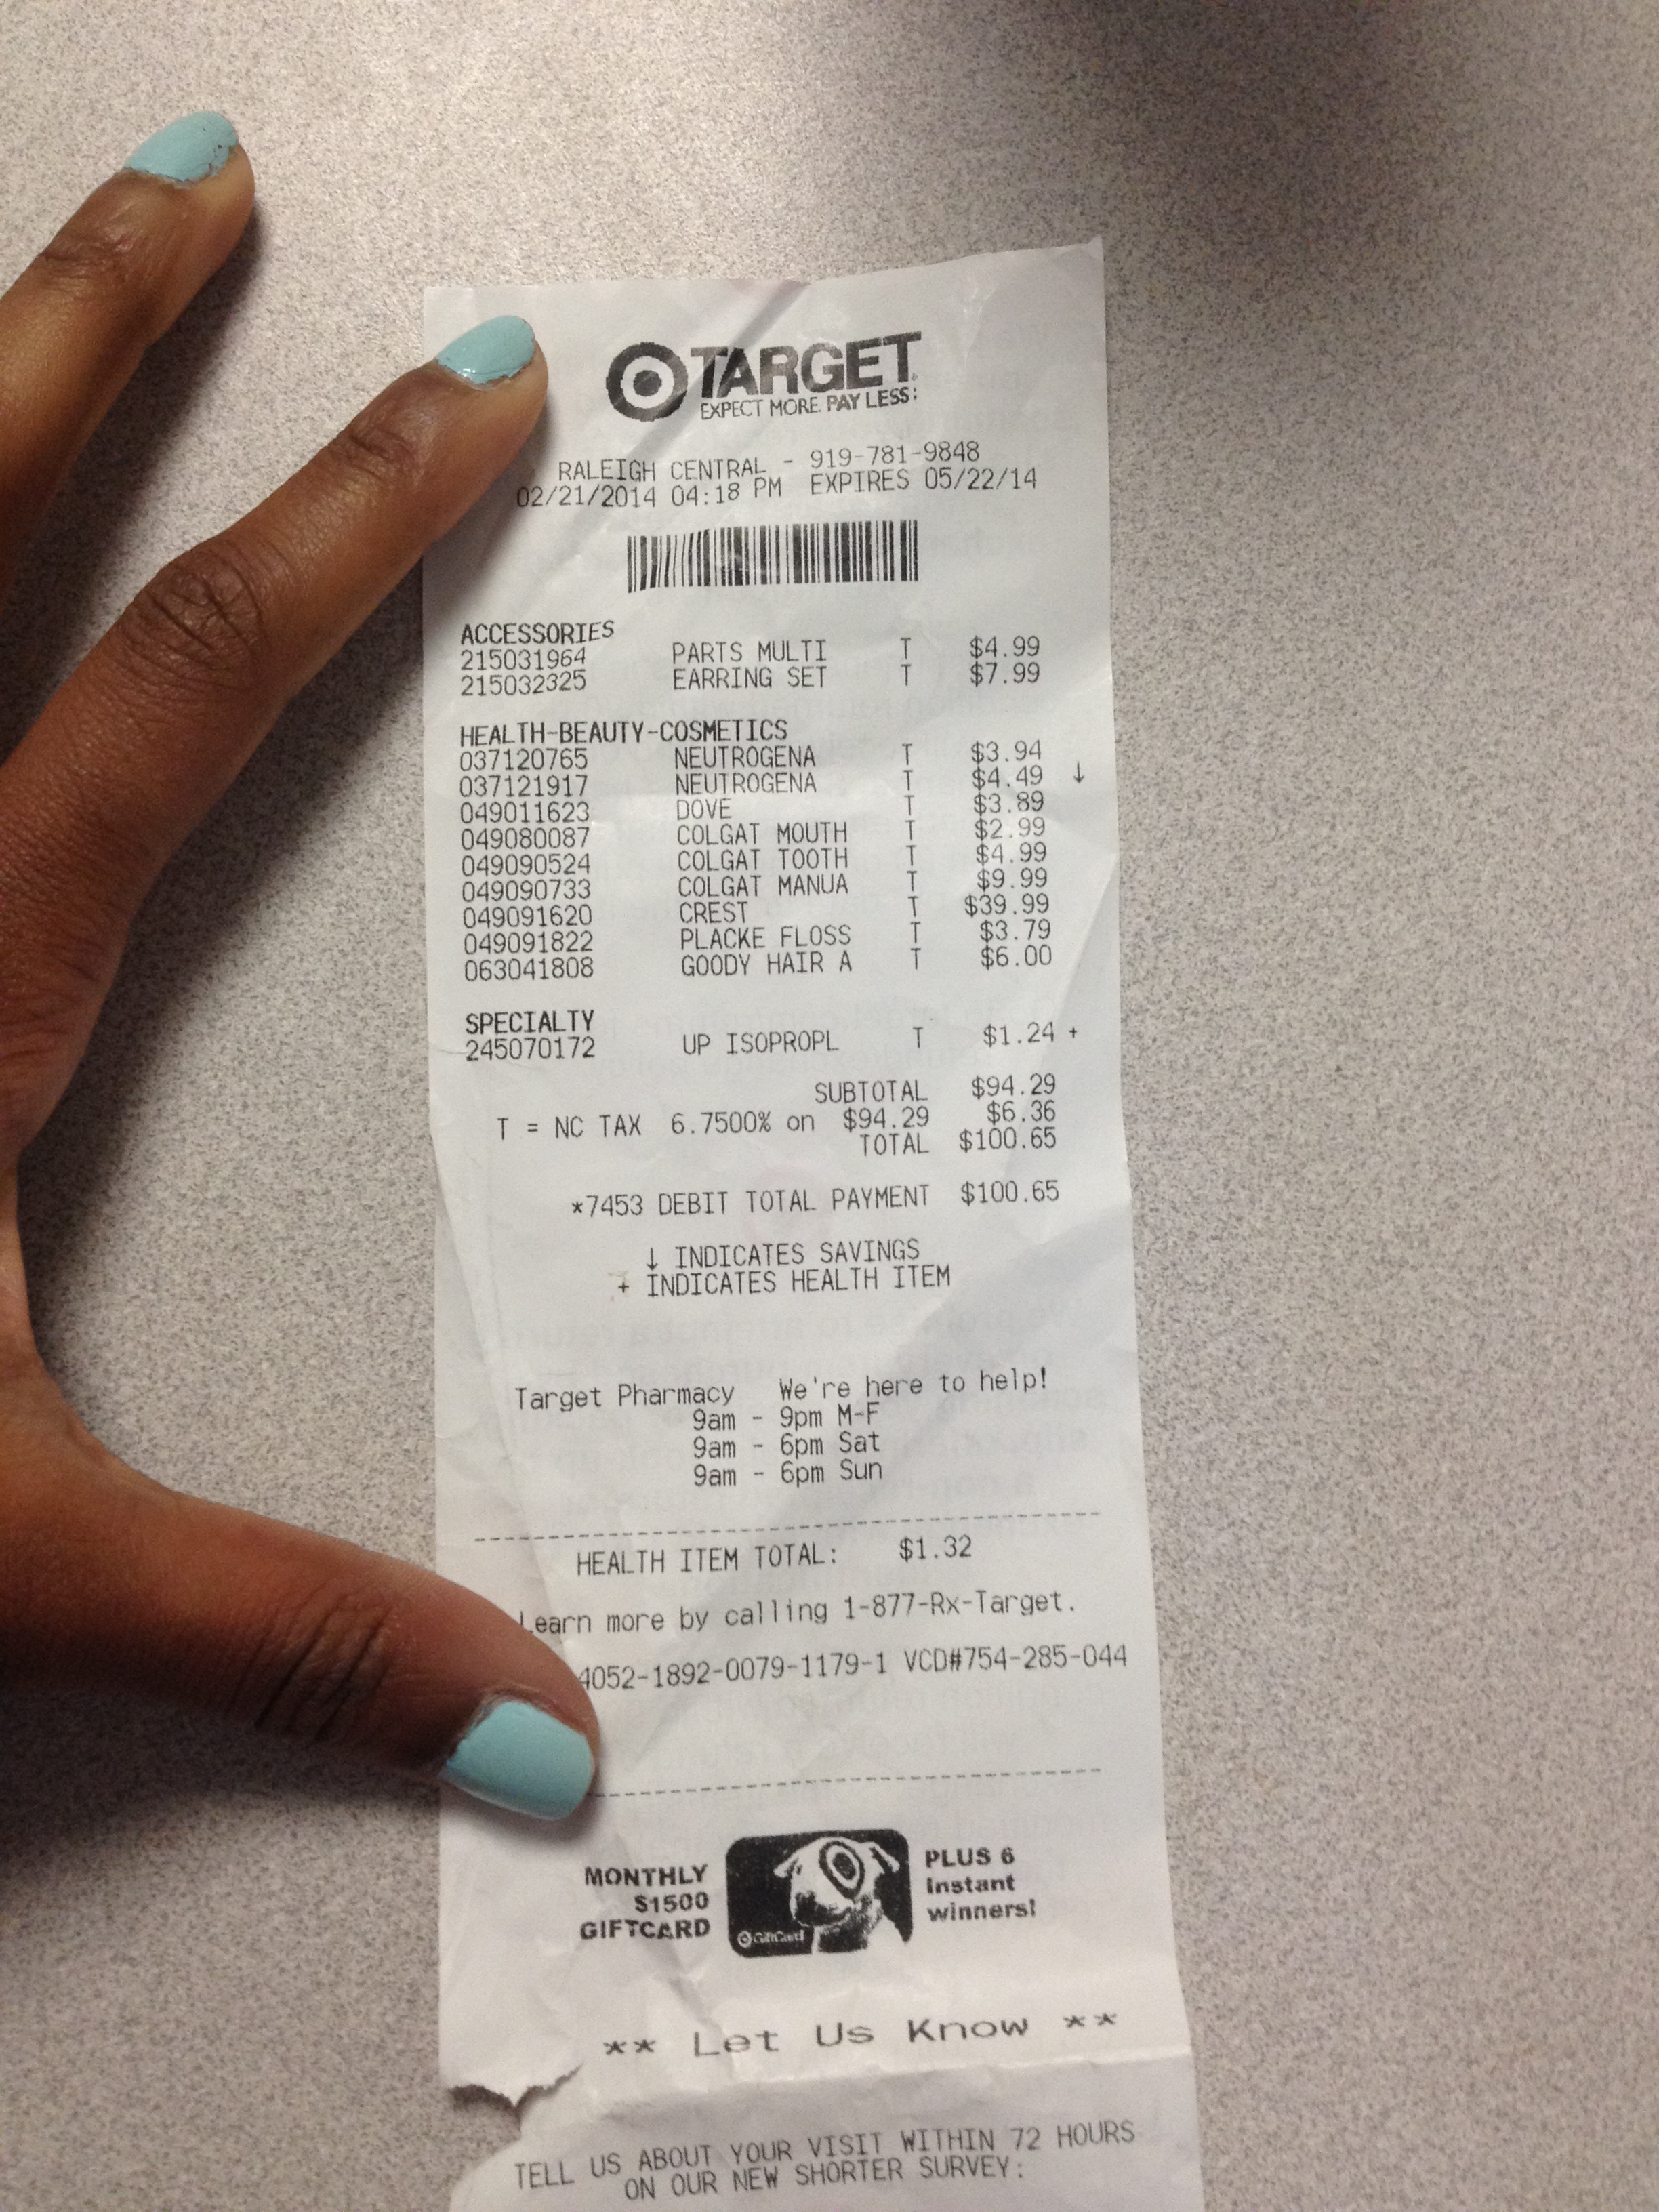 TARGET
EXPECT MORE. PAY LESS.
RALEIGH CENTRAL - 919-781-9848
02/21/2014 04:18 PM EXPIRES 05/22/14
ACCESSORIES
215031964 PARTS MULTI T $4.99
215032325 EARRING SET T $7.99
HEALTH-BEAUTY-COSMETICS
037120765 NEUTROGENA T $3.94
037121917 NEUTROGENA T $4.49 ↓
049011623 DOVE T $3.89
049080087 COLGAT MOUTH T $2.99
049090524 COLGAT TOOTH T $4.99
049090733 COLGAT MANUA T $9.99
049091620 CREST T $39.99
049091822 PLACKE FLOSS T $3.79
063041808 GOODY HAIR A T $6.00
SPECIALTY
245070172 UP ISOPROPL T $1.24 +
SUBTOTAL $94.29
T = NC TAX 6.7500% on $94.29 $6.36
TOTAL $100.65
*7453 DEBIT TOTAL PAYMENT $100.65
↓ INDICATES SAVINGS
+ INDICATES HEALTH ITEM
Target Pharmacy We're here to help!
9am - 9pm M-F
9am - 6pm Sat
9am - 6pm Sun
HEALTH ITEM TOTAL: $1.32
Learn more by calling 1-877-Rx-Target.
4052-1892-0079-1179-1 VCD#754-285-044
MONTHLY
$1500
GIFTCARD
GiftCard
PLUS 6
Instant
winners!
** Let Us Know **
TELL US ABOUT YOUR VISIT WITHIN 72 HOURS
ON OUR NEW SHORTER SURVEY: